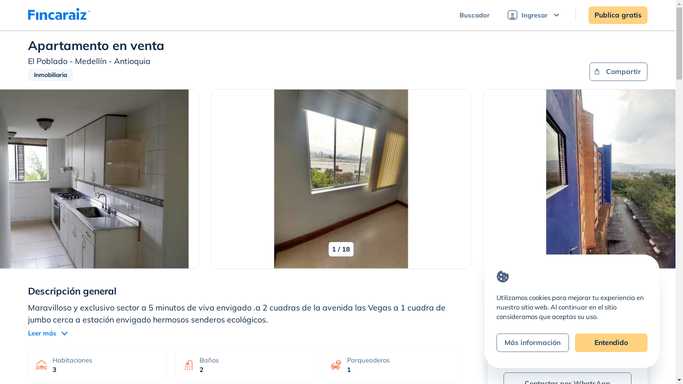 Fincaraiz
Buscador
Ingresar
Publica gratis
Apartamento en venta
El Poblado - Medellín - Antioquia
Inmobiliaria
Compartir
1 / 18
Descripción general
Maravilloso y exclusivo sector a 5 minutos de viva envigado .a 2 cuadras de la avenida las Vegas a 1 cuadra de
jumbo cerca a estación envigado hermosos senderos ecológicos.
Leer más
Habitaciones
3
Baños
2
Parqueaderos
1
Utilizamos cookies para mejorar tu experiencia en
nuestro sitio web. Al continuar en el sitio
consideramos que aceptas su uso.
Más información
Entendido
Contactar por WhatsApp